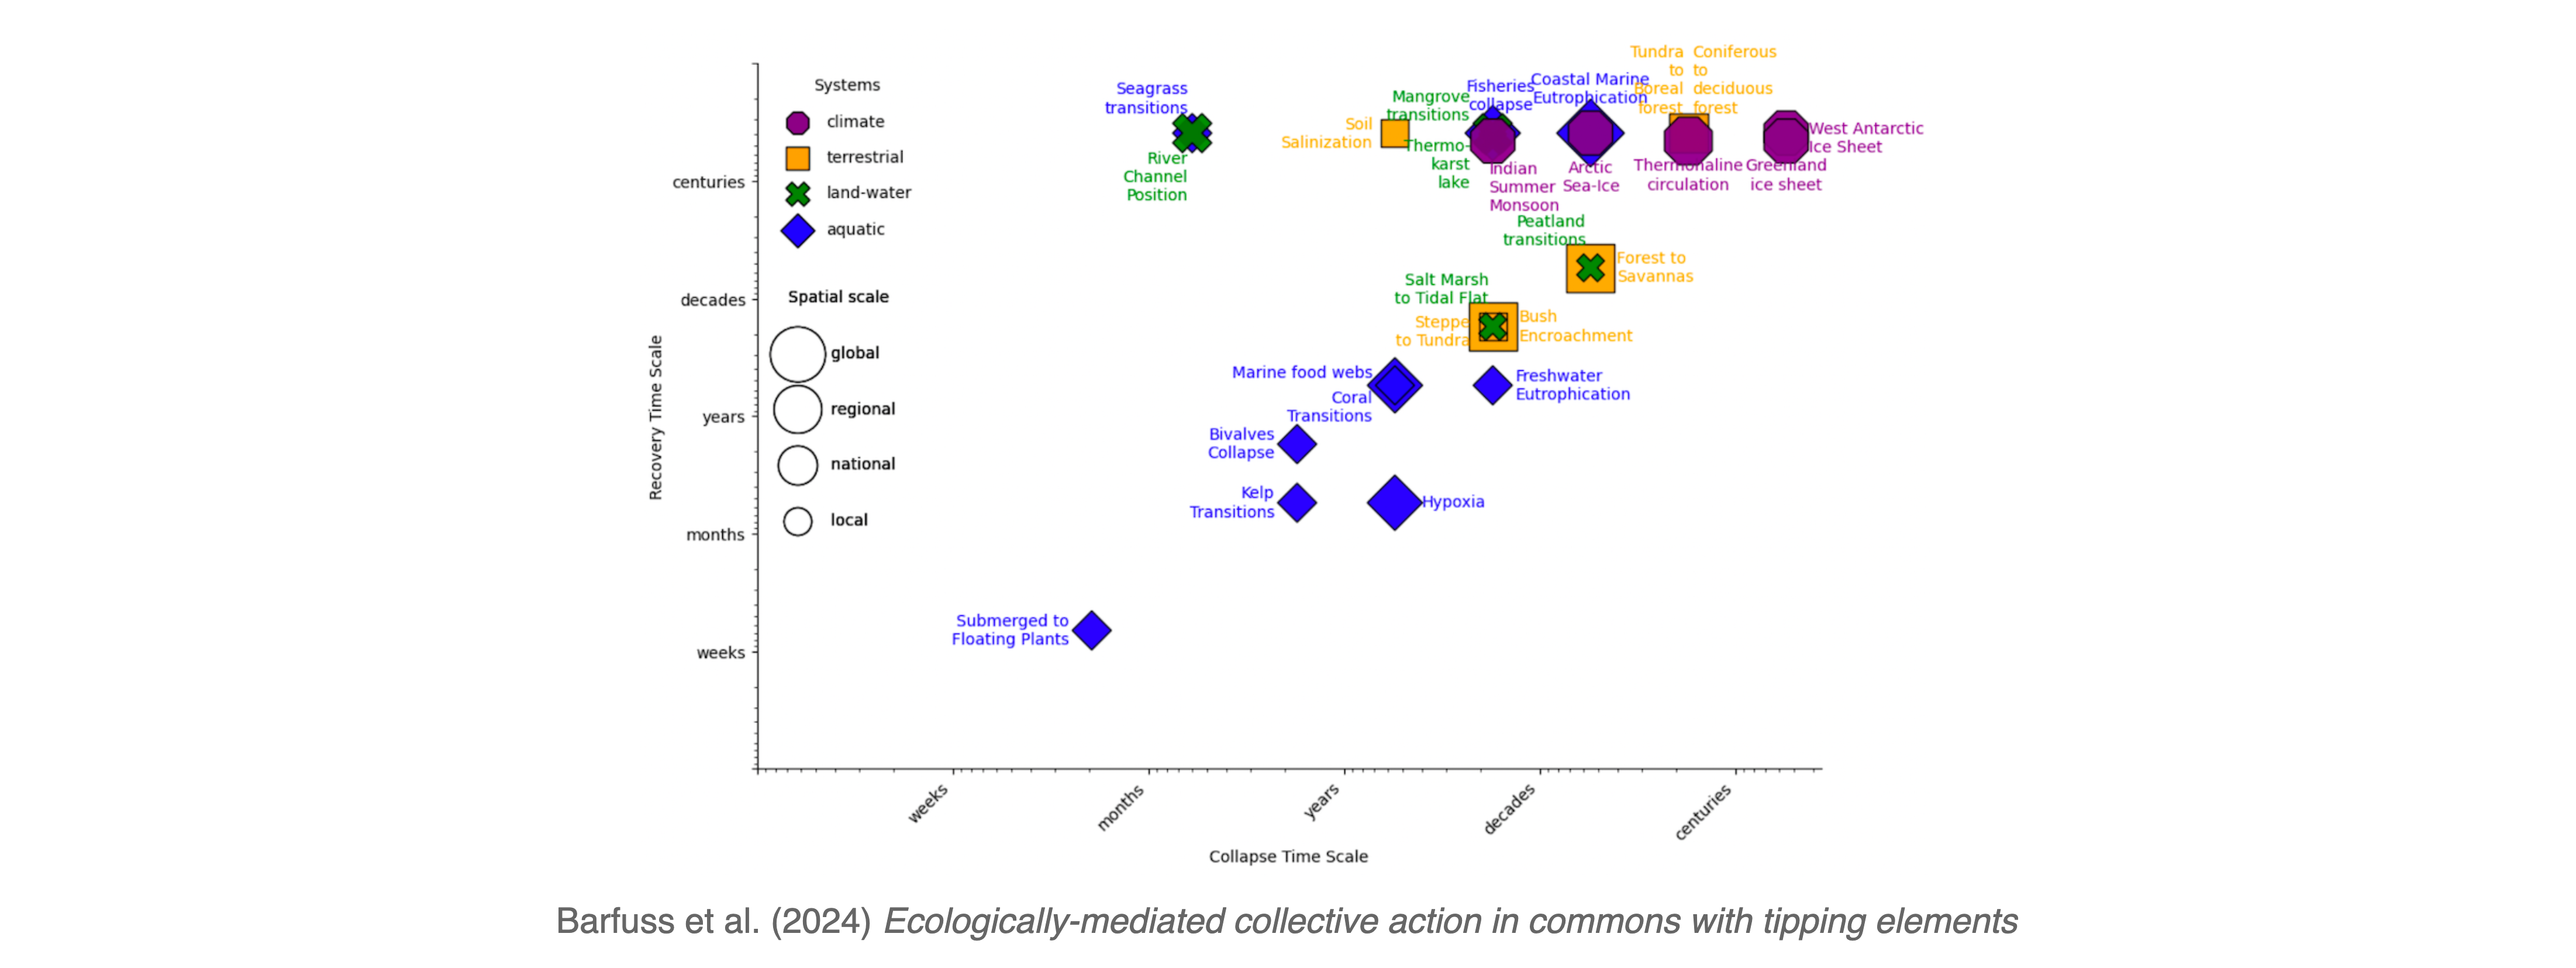 Systems
climate
terrestrial
land-water
aquatic
Spatial scale
global
regional
national
local
Recovery Time Scale
centuries
decades
years
months
weeks
Seagrass
transitions
River
Channel
Position
Soil
Salinization
Mangrove
transitions
Thermo-
karst
lake
Fisheries
collapse
Indian
Summer
Monsoon
Coastal Marine
Eutrophication
Arctic
Sea-Ice
Tundra
to
Boreal
forest
Coniferous
to
deciduous
forest
Thermohaline
circulation
West Antarctic
Ice Sheet
Greenland
ice sheet
Peatland
transitions
Forest to
Savannas
Salt Marsh
to Tidal Flat
Steppe
to Tundra
Bush
Encroachment
Marine food webs
Coral
Transitions
Freshwater
Eutrophication
Bivalves
Collapse
Kelp
Transitions
Hypoxia
Submerged to
Floating Plants
weeks
months
years
decades
centuries
Collapse Time Scale
Barfuss et al. (2024) Ecologically-mediated collective action in commons with tipping elements